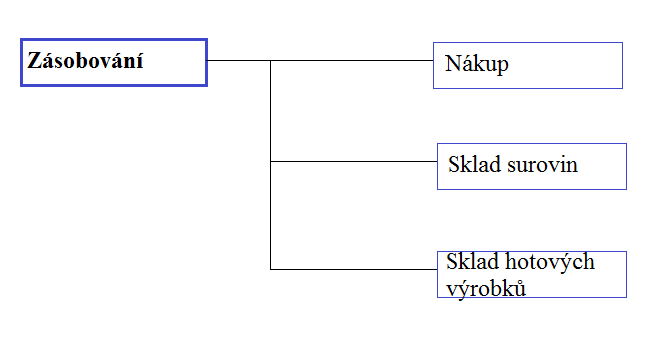 Zásobování
Nákup
Sklad surovin
Sklad hotových
výrobků